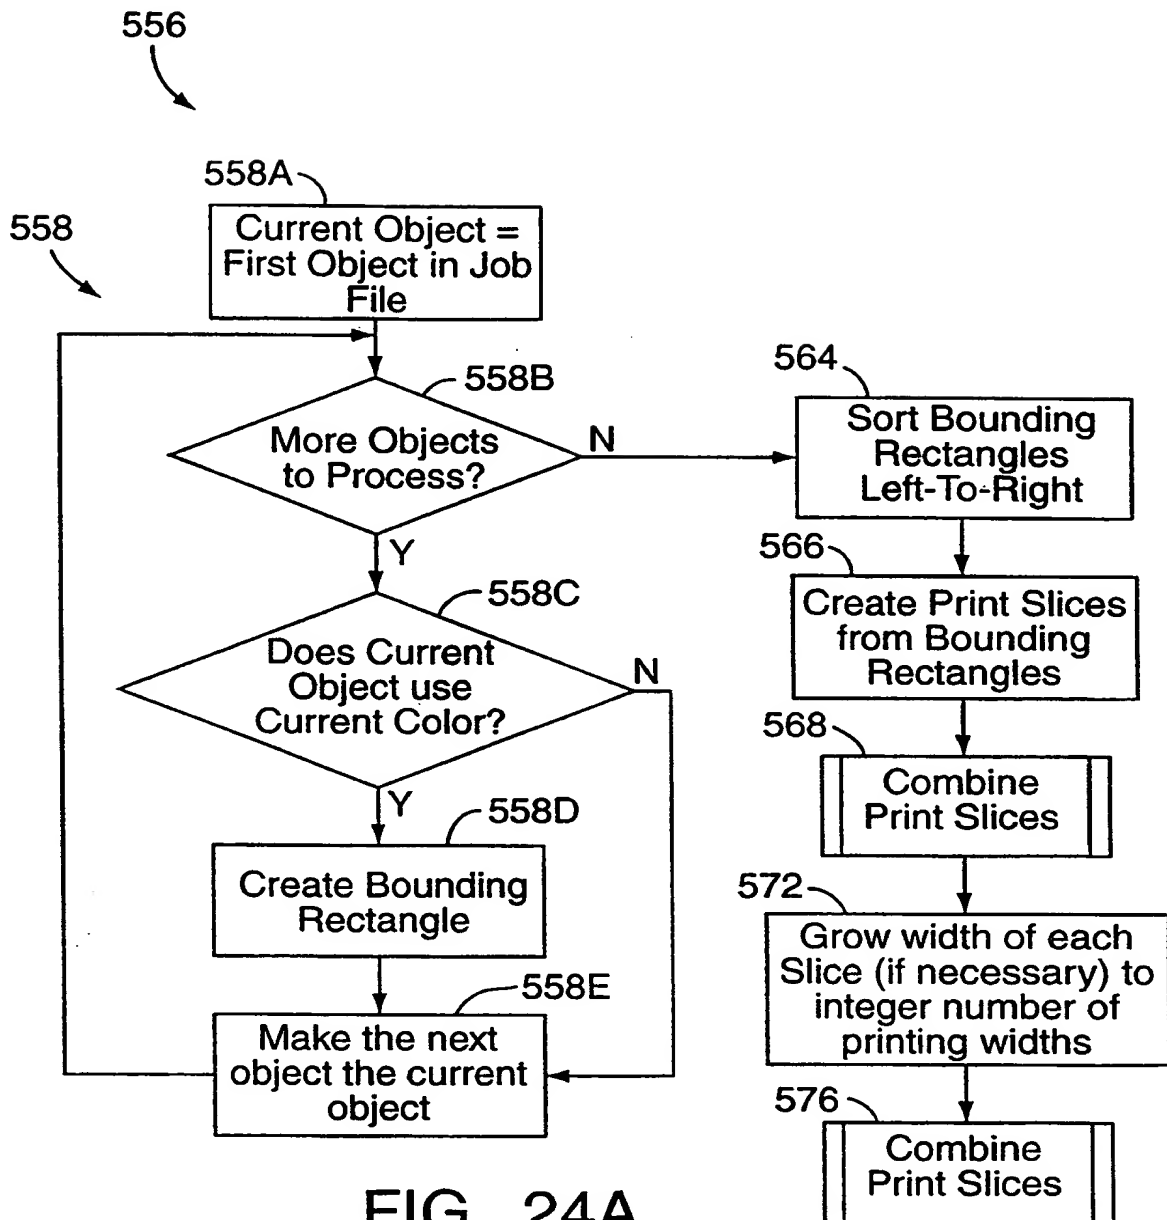 556
558A
558
Current Object =
First Object in Job
File
558B
More Objects
to Process?
N
Y
558C
Does Current
Object use
Current Color?
N
Y
558D
Create Bounding
Rectangle
558E
Make the next
object the current
object
564
Sort Bounding
Rectangles
Left-To-Right
566
Create Print Slices
from Bounding
Rectangles
568
Combine
Print Slices
572
Grow width of each
Slice (if necessary) to
integer number of
printing widths
576
Combine
Print Slices
FIG. 24A